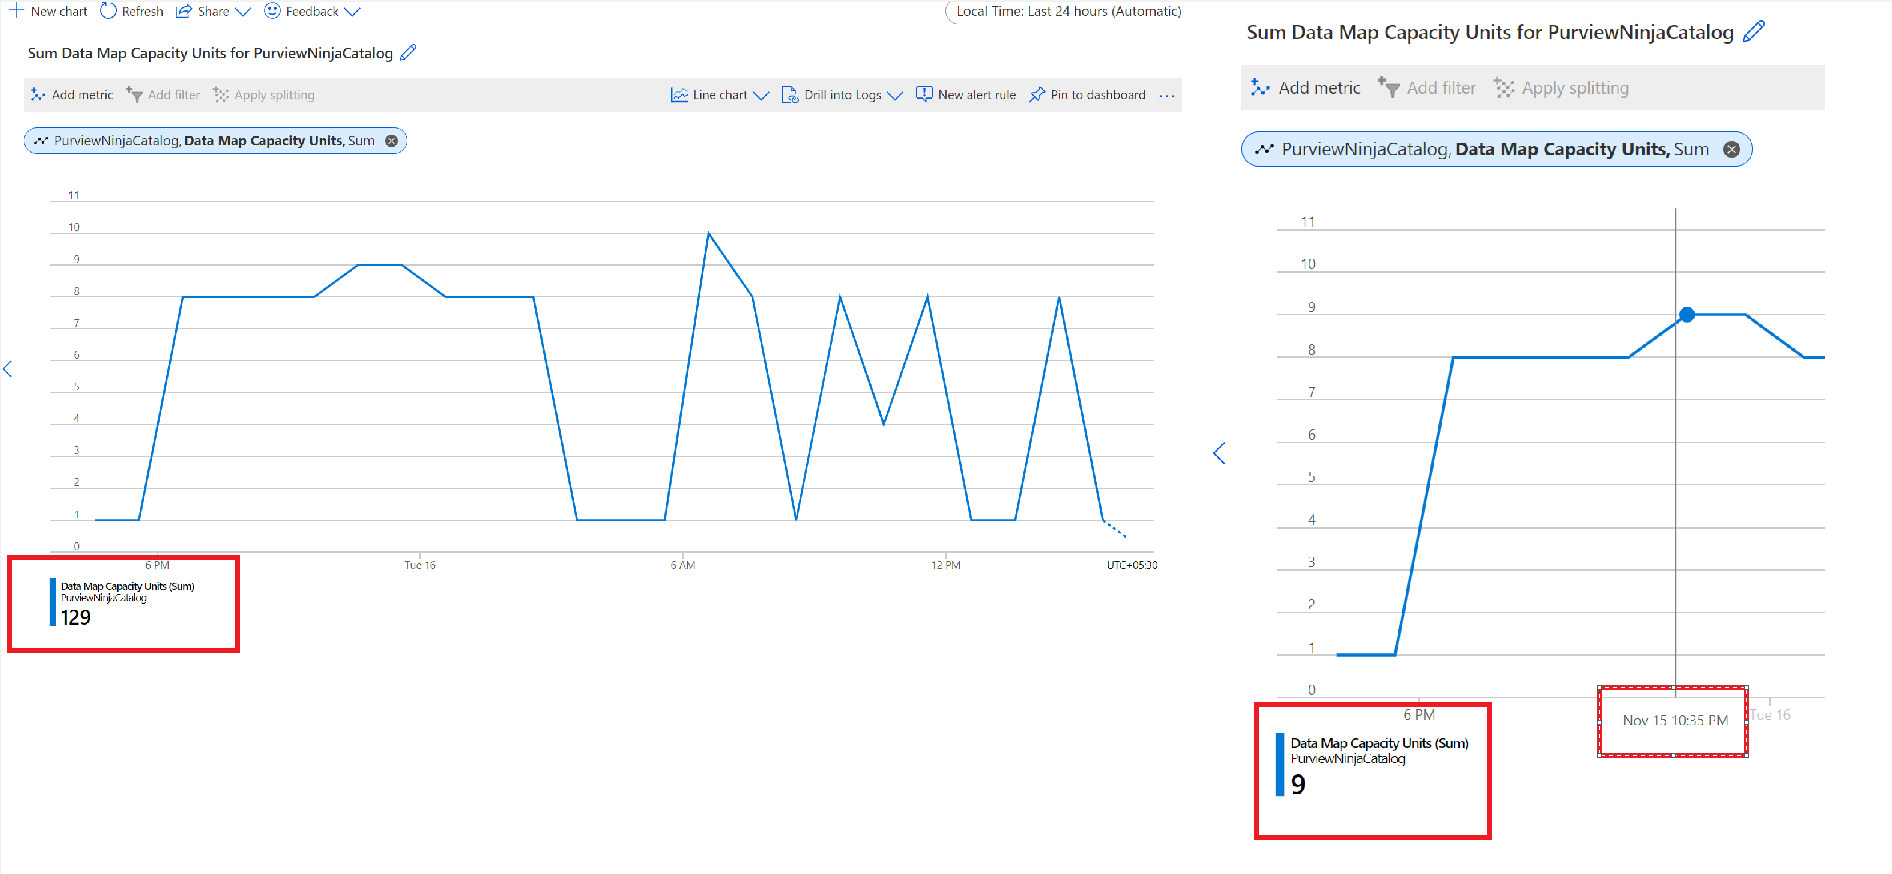 New chart Refresh Share Feedback Local Time: Last 24 hours (Automatic)
Sum Data Map Capacity Units for PurviewNinjaCatalog
Add metric Add filter Apply splitting Line chart Drill into Logs New alert rule Pin to dashboard ...
PurviewNinjaCatalog, Data Map Capacity Units, Sum
11
10
9
8
7
6
5
4
3
2
1
0
6 PM Tue 16 6 AM 12 PM UTC+05:30
Data Map Capacity Units (Sum)
PurviewNinjaCatalog
129
Sum Data Map Capacity Units for PurviewNinjaCatalog
Add metric Add filter Apply splitting
PurviewNinjaCatalog, Data Map Capacity Units, Sum
11
10
9
8
7
6
5
4
3
2
1
0
6 PM Nov 15 10:35 PM Tue 16
Data Map Capacity Units (Sum)
PurviewNinjaCatalog
9